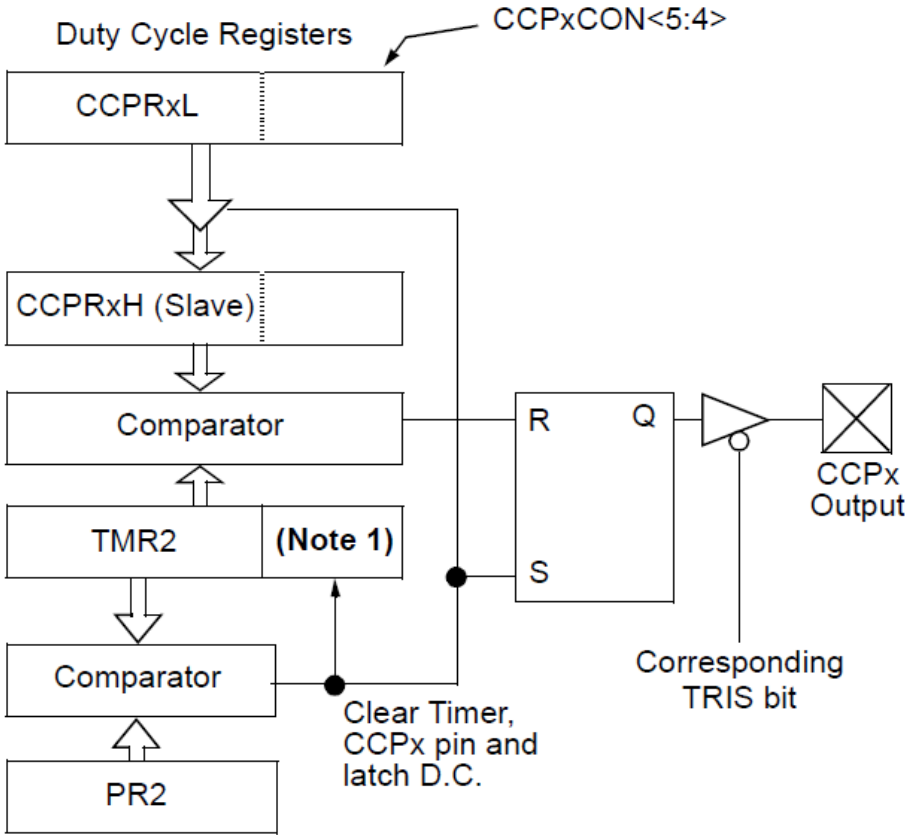 Duty Cycle Registers
CCPxCON<5:4>
CCPRxL
CCPRxH (Slave)
Comparator
R
Q
CCPx
Output
TMR2
(Note 1)
S
Comparator
Corresponding
TRIS bit
Clear Timer,
CCPx pin and
latch D.C.
PR2